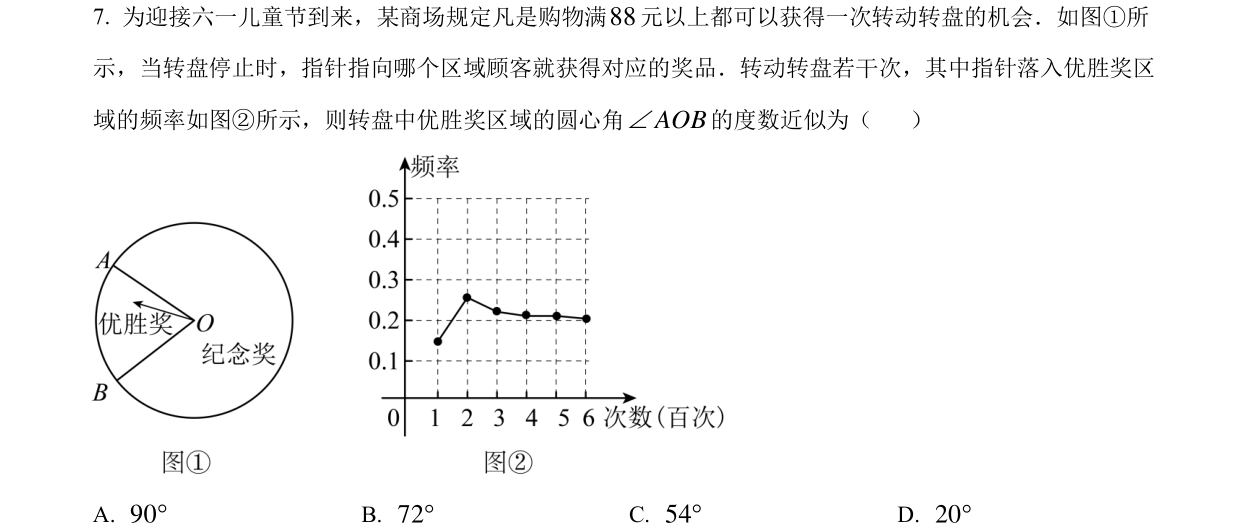 7. 为迎接六一儿童节到来，某商场规定凡是购物满88元以上都可以获得一次转动转盘的机会．如图①所
示，当转盘停止时，指针指向哪个区域顾客就获得对应的奖品．转动转盘若干次，其中指针落入优胜奖区
域的频率如图②所示，则转盘中优胜奖区域的圆心角∠AOB的度数近似为（　　）
A
优胜奖
O
纪念奖
B
图①
频率
0.5
0.4
0.3
0.2
0.1
0 1 2 3 4 5 6 次数(百次)
图②
A. 90° B. 72° C. 54° D. 20°